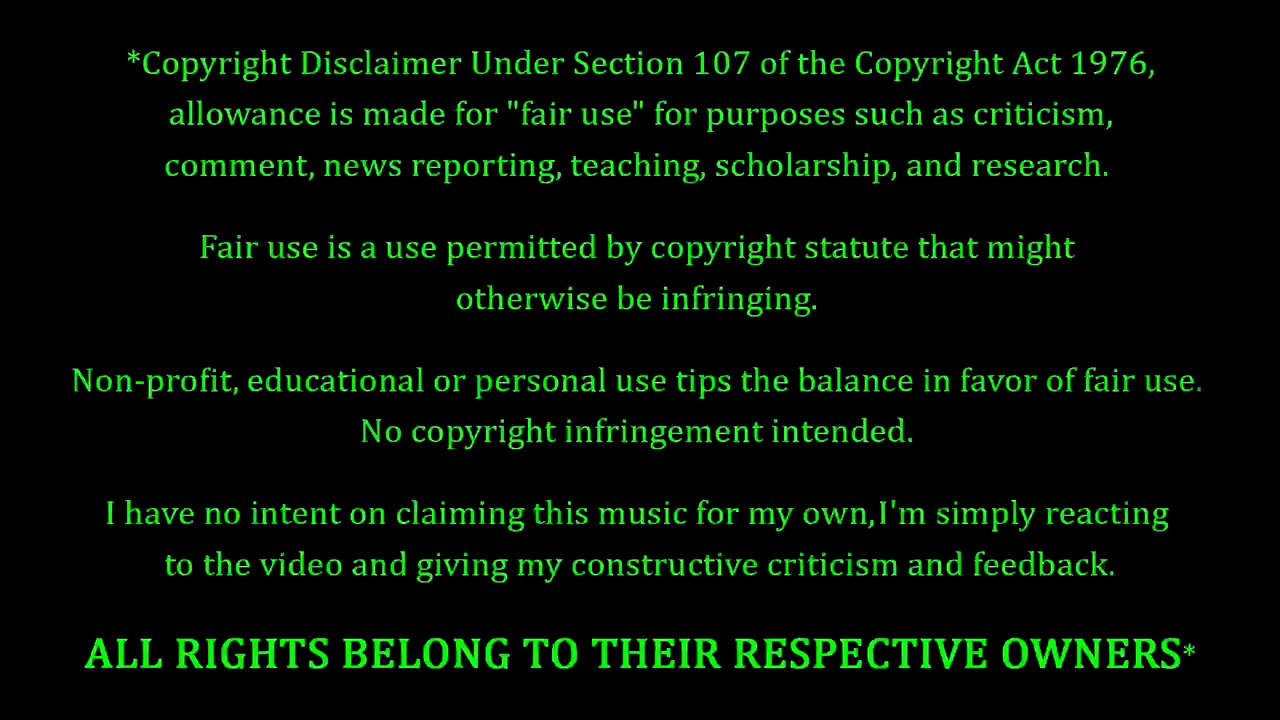 *Copyright Disclaimer Under Section 107 of the Copyright Act 1976,
allowance is made for "fair use" for purposes such as criticism,
comment, news reporting, teaching, scholarship, and research.
Fair use is a use permitted by copyright statute that might
otherwise be infringing.
Non-profit, educational or personal use tips the balance in favor of fair use.
No copyright infringement intended.
I have no intent on claiming this music for my own,I'm simply reacting
to the video and giving my constructive criticism and feedback.
ALL RIGHTS BELONG TO THEIR RESPECTIVE OWNERS*